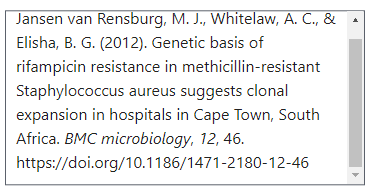 Jansen van Rensburg, M. J., Whitelaw, A. C., &
Elisha, B. G. (2012). Genetic basis of
rifampicin resistance in methicillin-resistant
Staphylococcus aureus suggests clonal
expansion in hospitals in Cape Town, South
Africa. BMC microbiology, 12, 46.
https://doi.org/10.1186/1471-2180-12-46